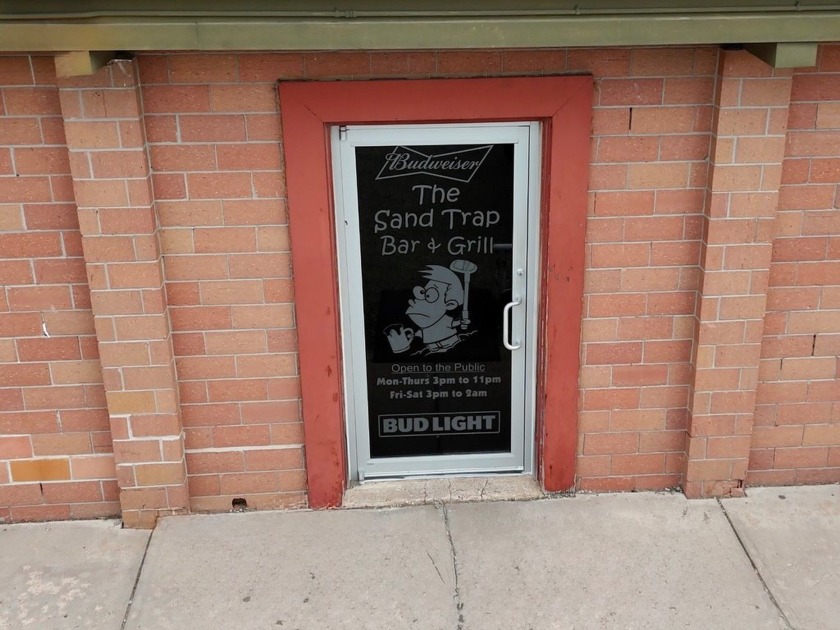 Budweiser
The
Sand Trap
Bar & Grill
Open to the Public
Mon-Thurs 3pm to 11pm
Fri-Sat 3pm to 2am
BUD LIGHT